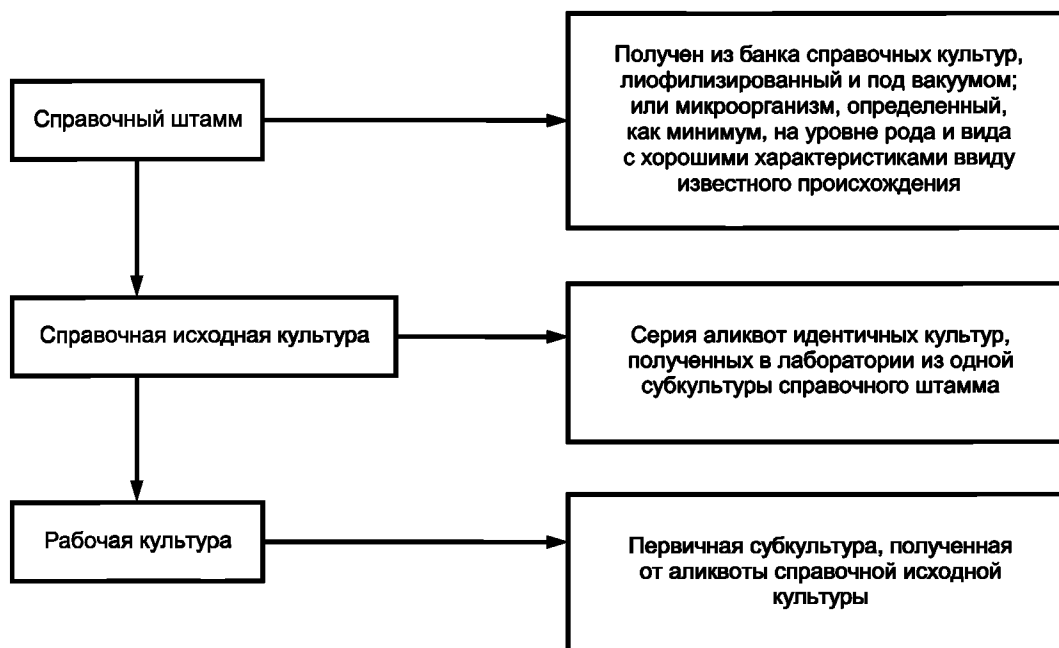 Справочный штамм
Получен из банка справочных культур,
лиофилизированный и под вакуумом;
или микроорганизм, определенный,
как минимум, на уровне рода и вида
с хорошими характеристиками ввиду
известного происхождения
Справочная исходная культура
Серия аликвот идентичных культур,
полученных в лаборатории из одной
субкультуры справочного штамма
Рабочая культура
Первичная субкультура, полученная
от аликвоты справочной исходной
культуры